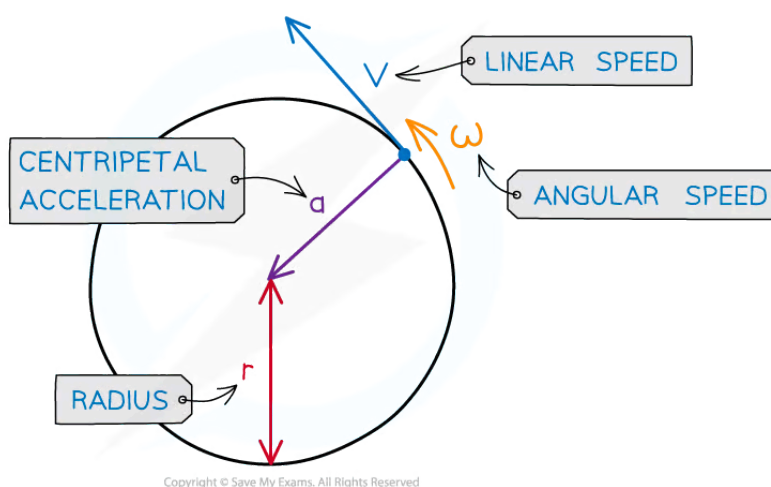 V
LINEAR SPEED
ω
CENTRIPETAL
ACCELERATION
a
ANGULAR SPEED
r
RADIUS
Copyright © Save My Exams. All Rights Reserved